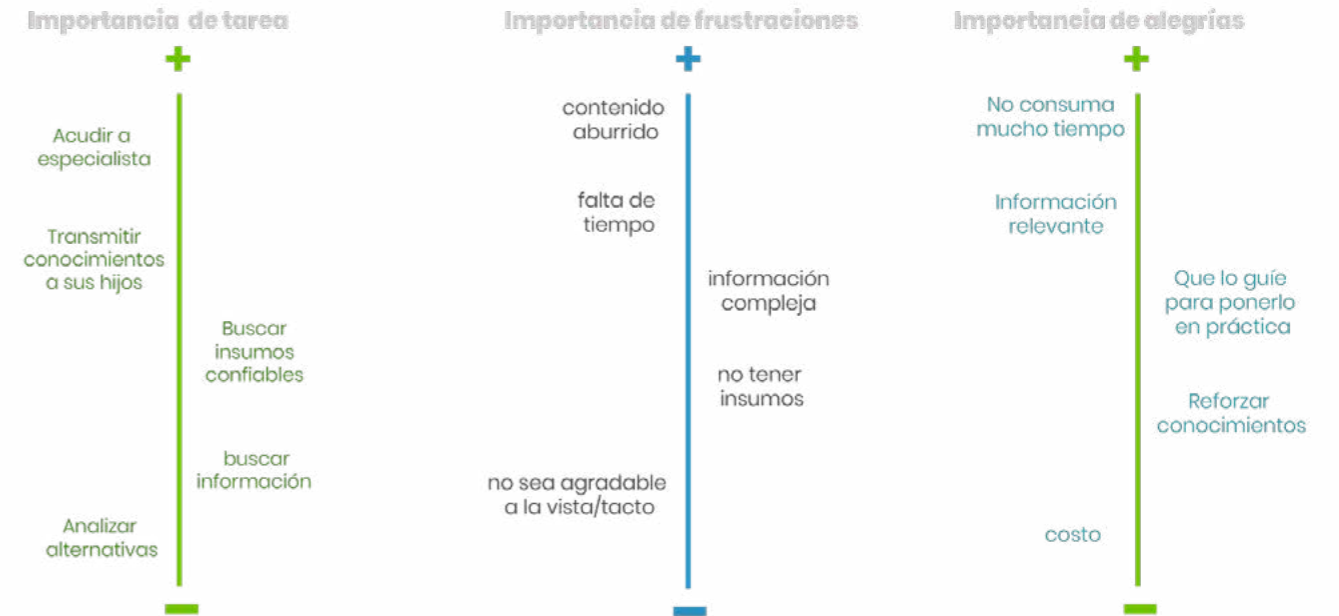 Importancia de tarea
+
Acudir a
especialista
Transmitir
conocimientos
a sus hijos
Buscar
insumos
confiables
buscar
información
Analizar
alternativas
−
Importancia de frustraciones
+
contenido
aburrido
falta de
tiempo
información
compleja
no tener
insumos
no sea agradable
a la vista/tacto
−
Importancia de alegrías
+
No consuma
mucho tiempo
Información
relevante
Que lo guíe
para ponerlo
en práctica
Reforzar
conocimientos
costo
−